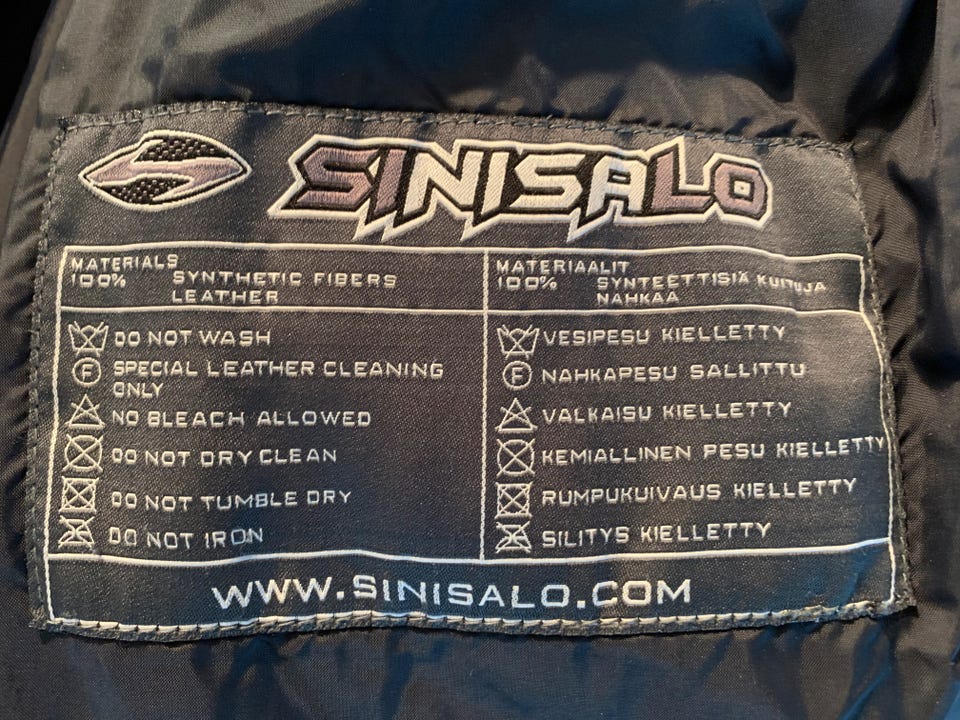 SINISALO
MATERIALS
100% SYNTHETIC FIBERS
LEATHER
DO NOT WASH
F SPECIAL LEATHER CLEANING
ONLY
NO BLEACH ALLOWED
DO NOT DRY CLEAN
DO NOT TUMBLE DRY
DO NOT IRON
MATERIAALIT
100% SYNTEETTISIÄ KUITUJA
NAHKAA
VESIPESU KIELLETTY
F NAHKAPESU SALLITTU
VALKAISU KIELLETTY
KEMIALLINEN PESU KIELLETTY
RUMPUKUIVAUS KIELLETTY
SILITYS KIELLETTY
WWW.SINISALO.COM